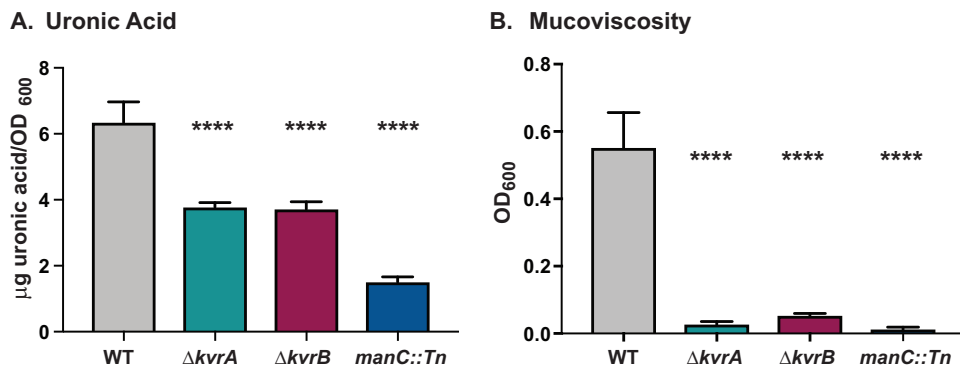 A. Uronic Acid
µg uronic acid/OD 600
8
6
4
2
0
**** **** ****
WT ΔkvrA ΔkvrB manC::Tn
B. Mucoviscosity
OD600
0.8
0.6
0.4
0.2
0.0
**** **** ****
WT ΔkvrA ΔkvrB manC::Tn